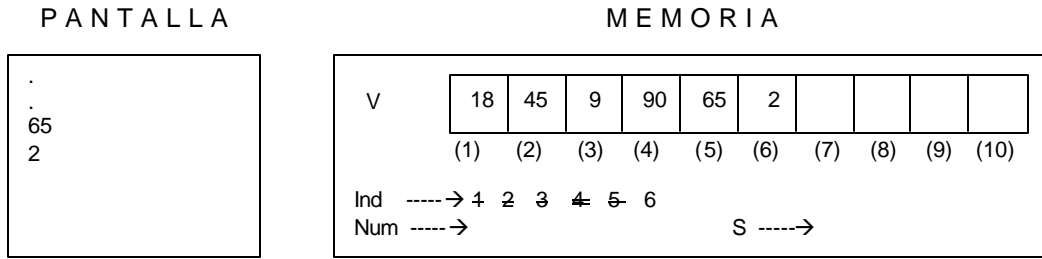 P A N T A L L A
M E M O R I A
.
.
65
2
V 18 45 9 90 65 2
(1) (2) (3) (4) (5) (6) (7) (8) (9) (10)
Ind -----→ 1 2 3 4 5 6
Num -----→ S -----→